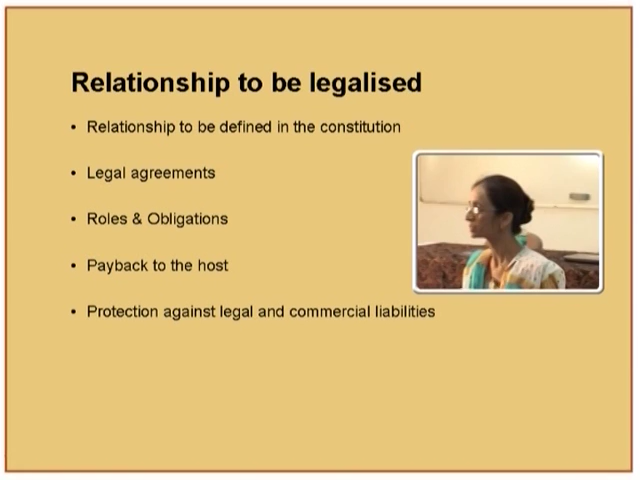 Relationship to be legalised
• Relationship to be defined in the constitution
• Legal agreements
• Roles & Obligations
• Payback to the host
• Protection against legal and commercial liabilities